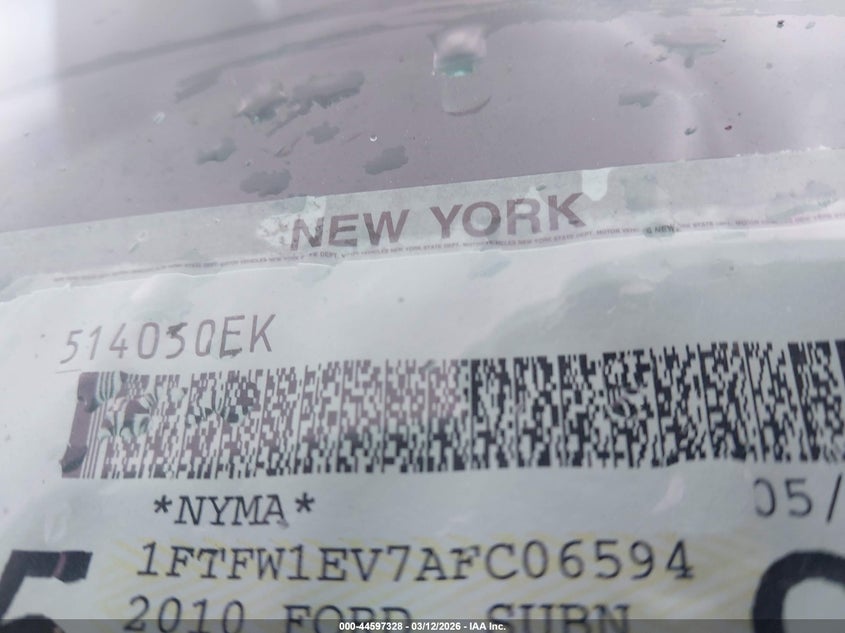 NEW YORK
514050EK
*NYMA*
05/
1FTFW1EV7AFC06594
2010 FORD SUBN
000-44597328 - 03/12/2026 - IAA Inc.